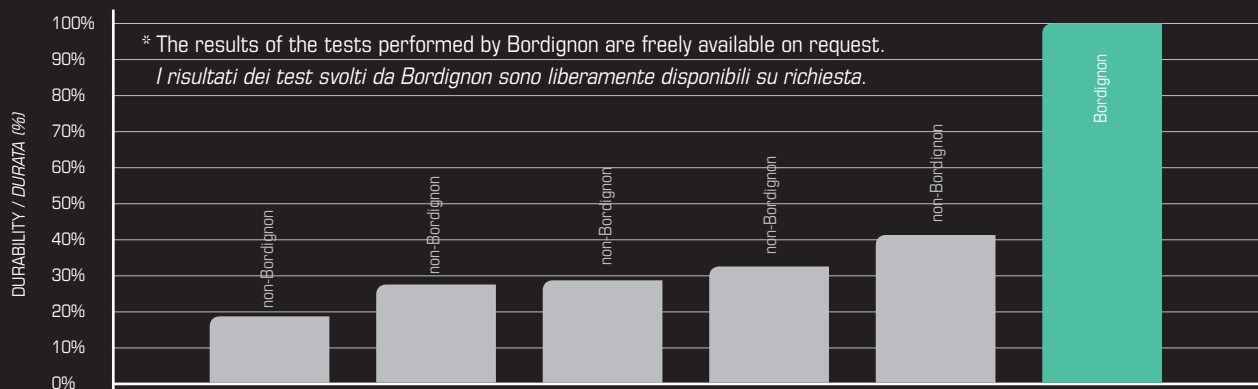 100%
90%
80%
70%
60%
50%
40%
30%
20%
10%
0%
DURABILITY / DURATA (%)
* The results of the tests performed by Bordignon are freely available on request.
I risultati dei test svolti da Bordignon sono liberamente disponibili su richiesta.
non-Bordignon
non-Bordignon
non-Bordignon
non-Bordignon
non-Bordignon
Bordignon